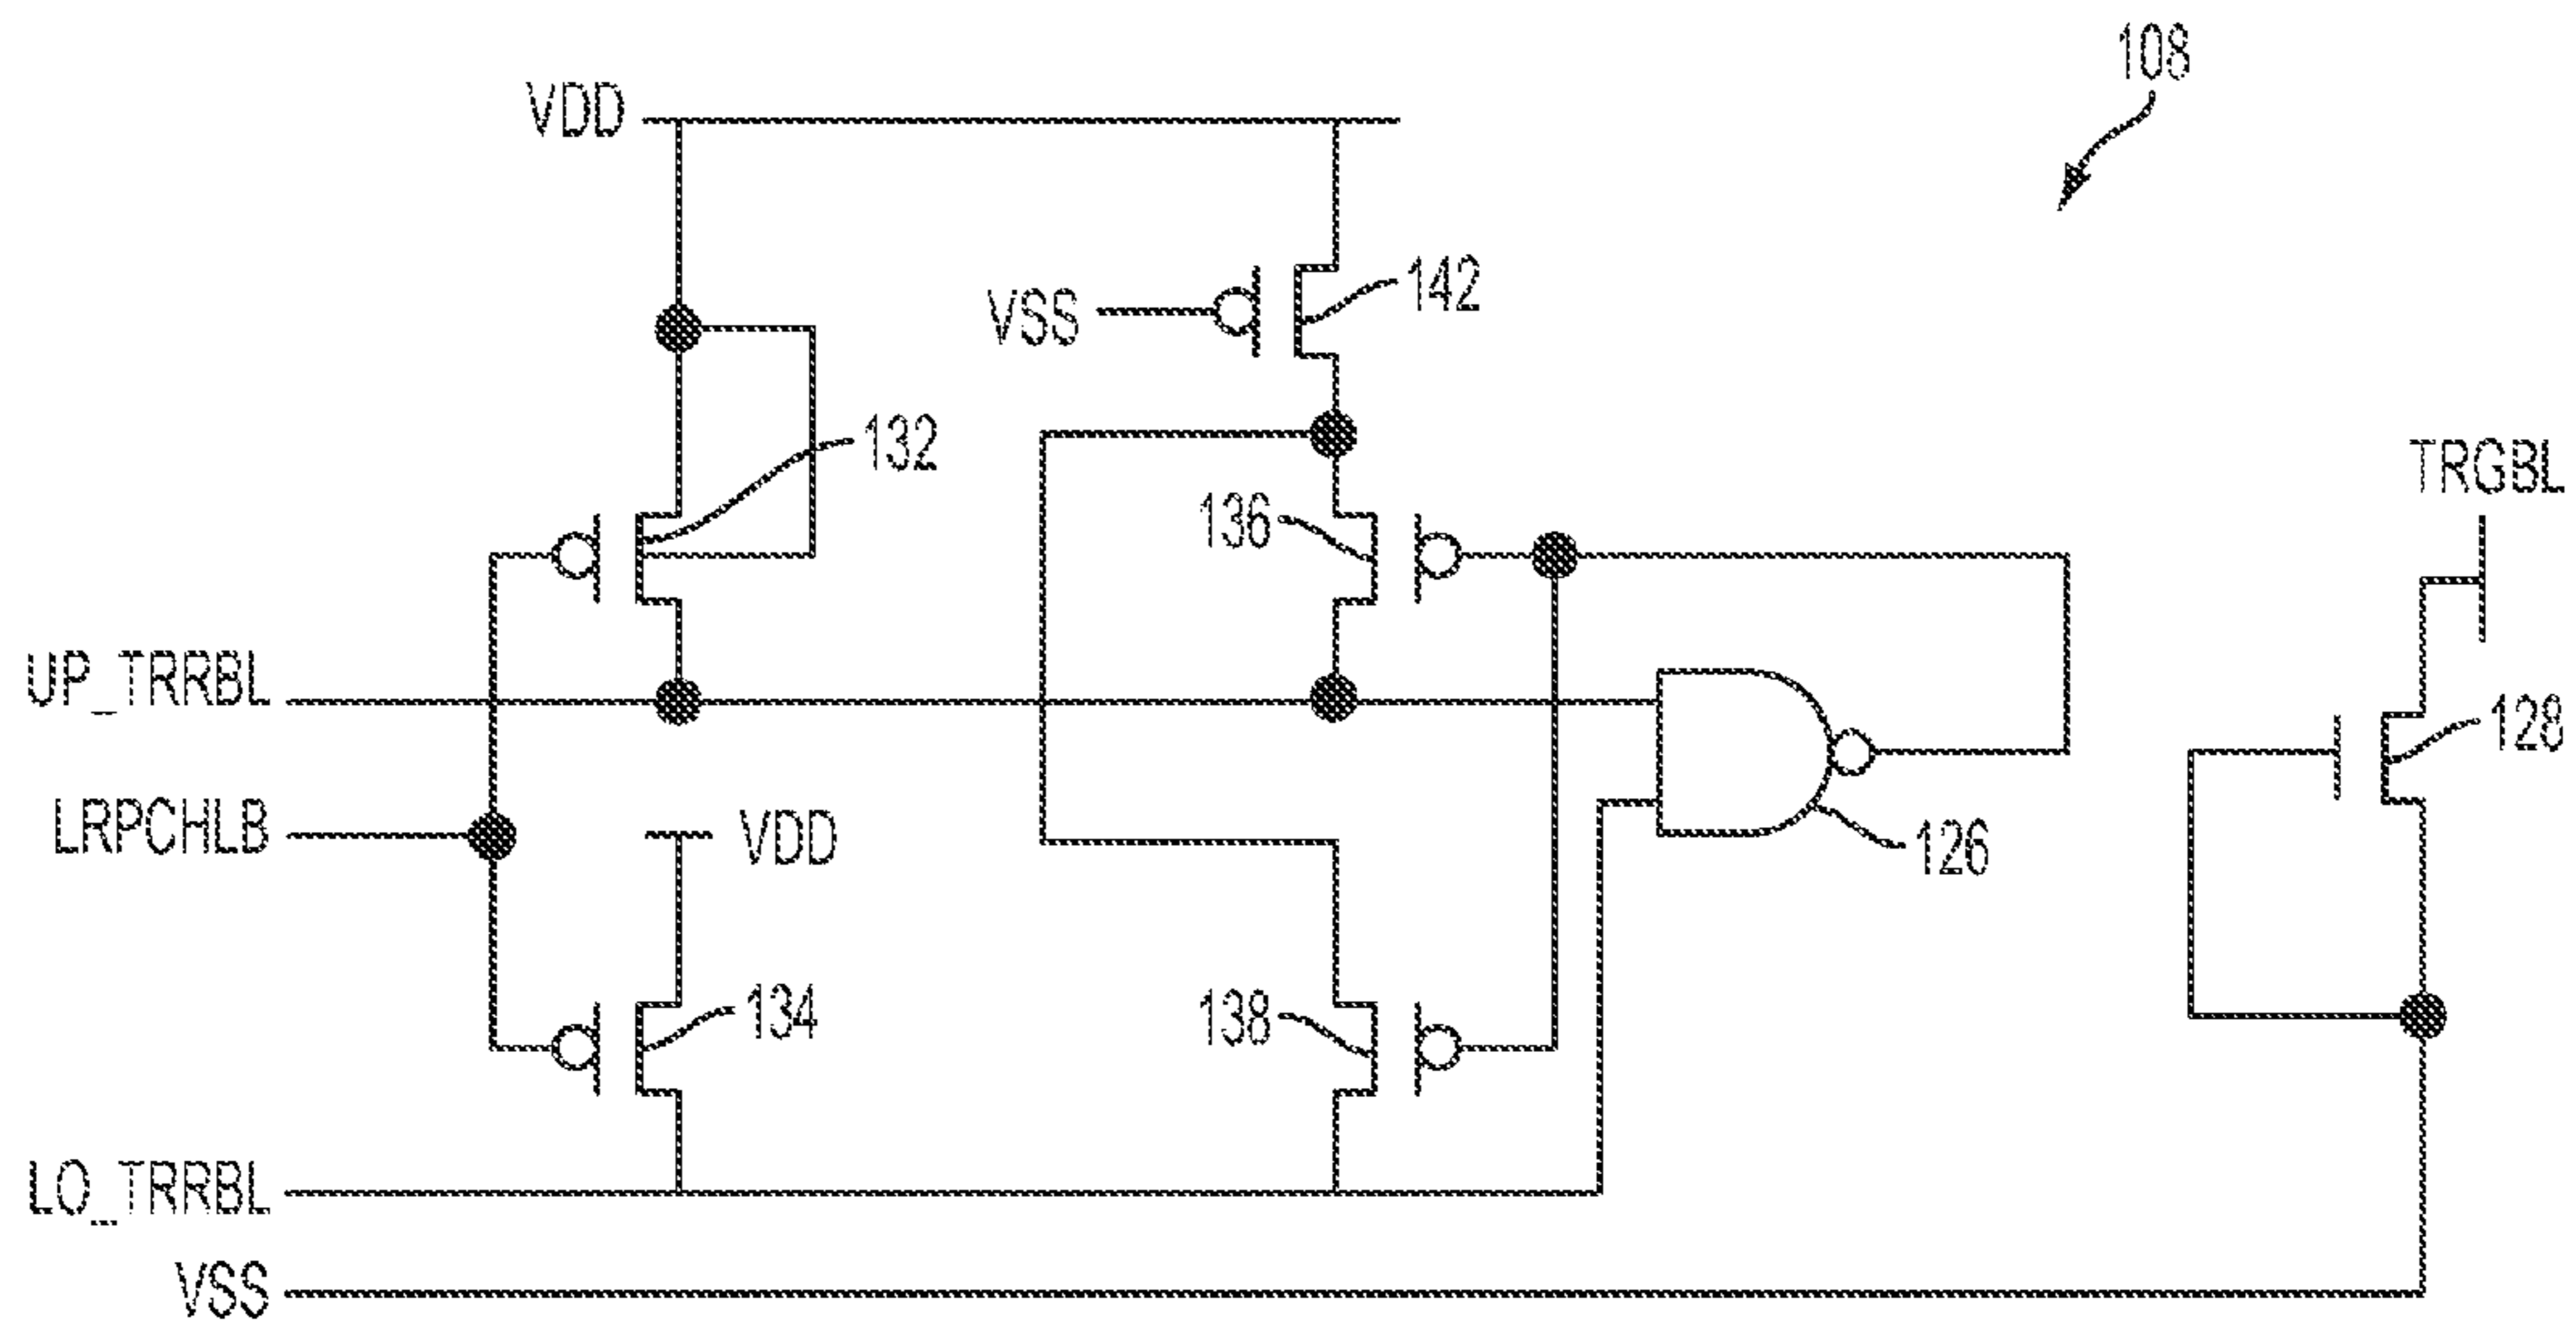 108
VDD
142
VSS
132
TRGBL
136
UP_TRRBL
128
LRPCHLB
VDD
126
134
138
LO_TRRBL
VSS